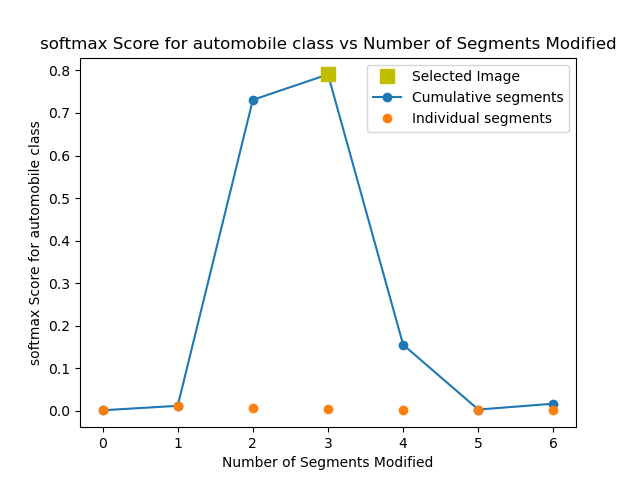 softmax Score for automobile class vs Number of Segments Modified
softmax Score for automobile class
0.8
0.7
0.6
0.5
0.4
0.3
0.2
0.1
0.0
Selected Image
Cumulative segments
Individual segments
0 1 2 3 4 5 6
Number of Segments Modified